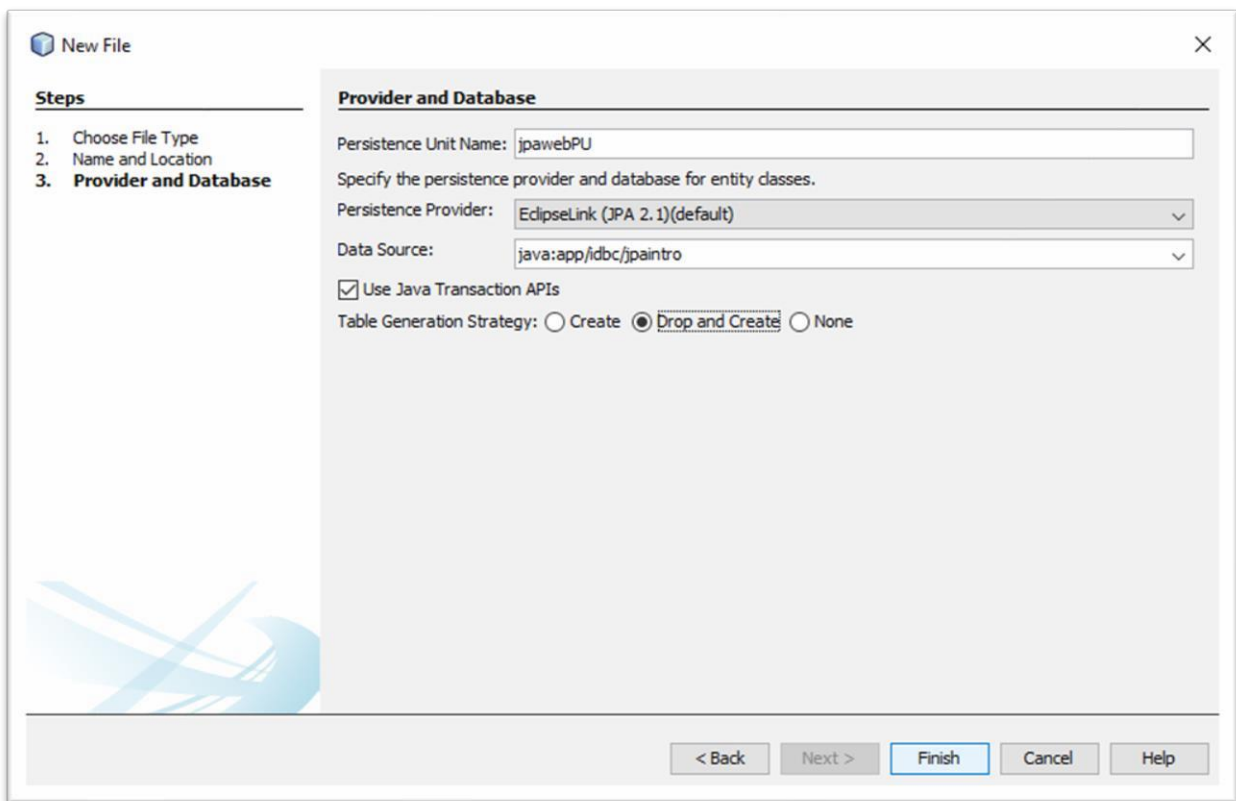 New File
Steps
1. Choose File Type
2. Name and Location
3. Provider and Database
Provider and Database
Persistence Unit Name: jpawebPU
Specify the persistence provider and database for entity classes.
Persistence Provider: EclipseLink (JPA 2.1)(default)
Data Source: java:app/idbc/jpaintro
Use Java Transaction APIs
Table Generation Strategy: Create Drop and Create None
< Back Next > Finish Cancel Help